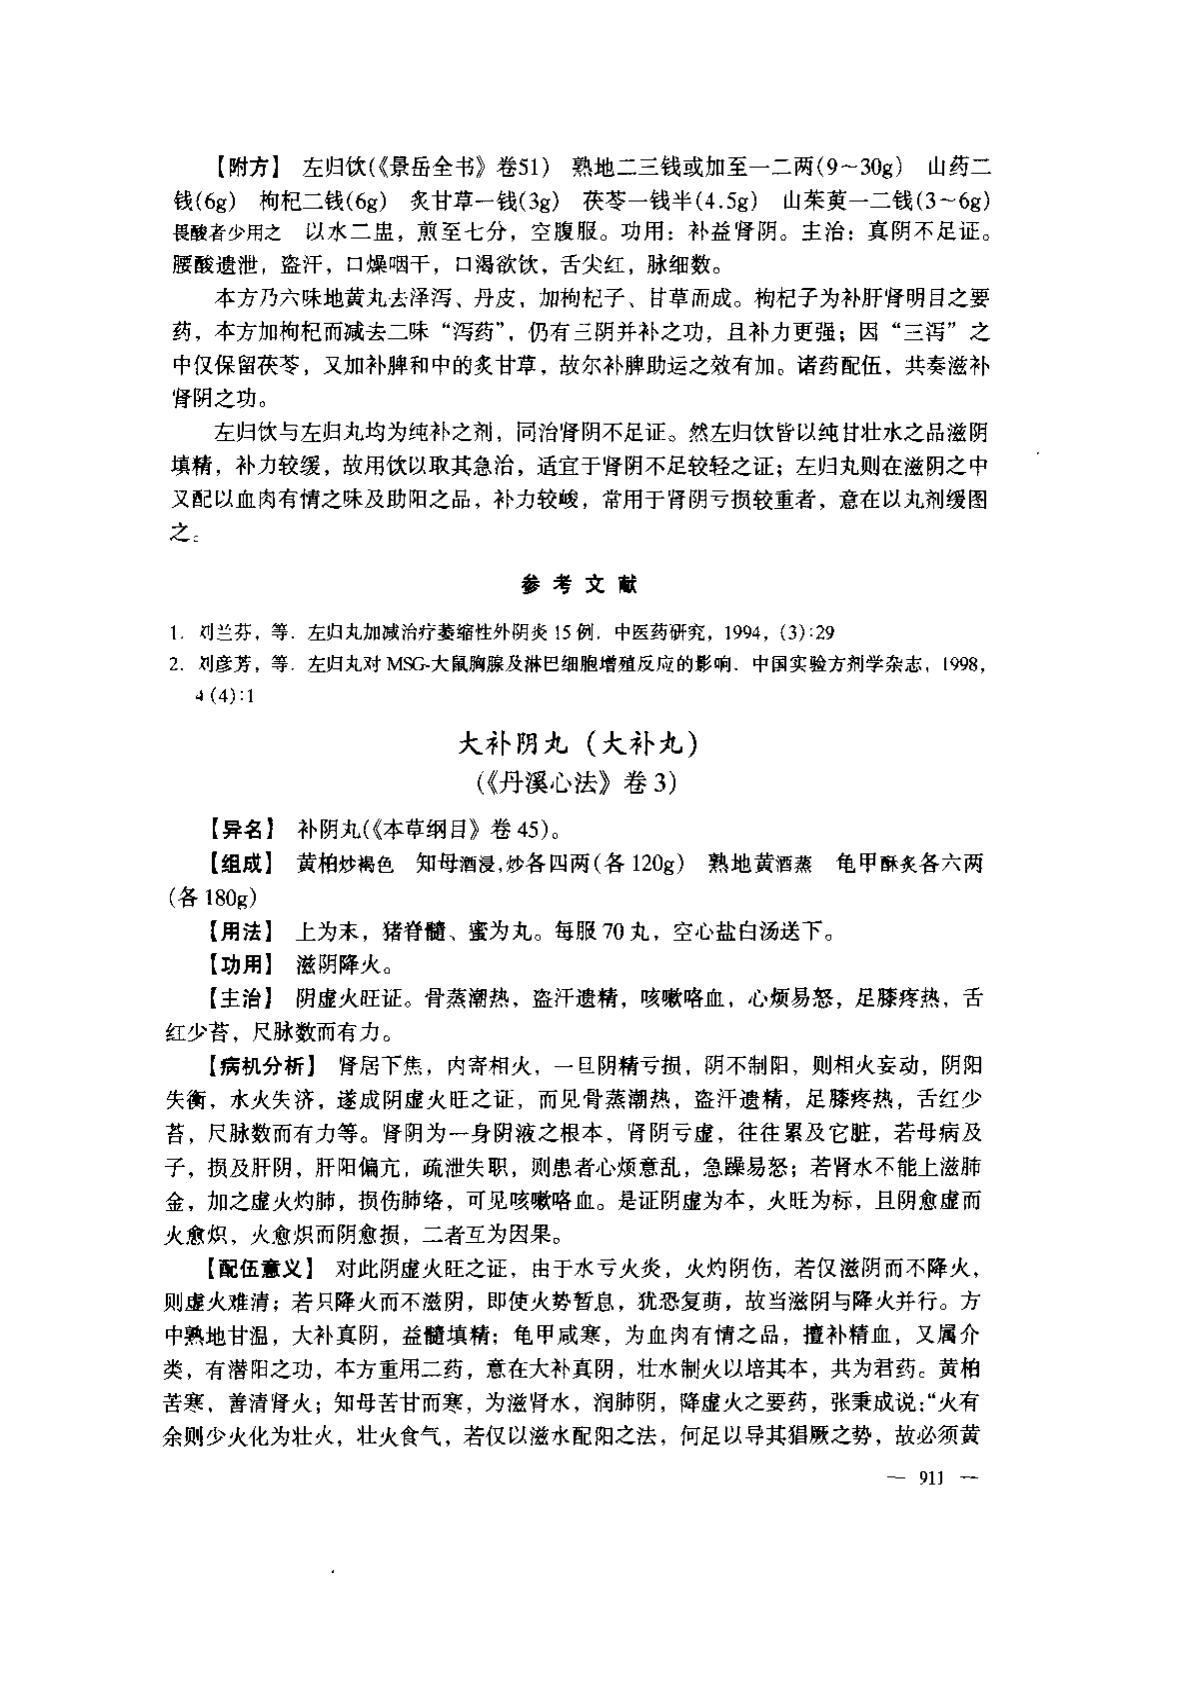 【附方】 左归饮(《景岳全书》卷51) 熟地二三钱或加至一二两(9~30g) 山药二
钱(6g) 枸杞二钱(6g) 炙甘草一钱(3g) 茯苓一钱半(4.5g) 山茱萸一二钱(3~6g)
畏酸者少用之 以水二盅，煎至七分，空腹服。功用：补益肾阴。主治：真阴不足证。
腰酸遗泄，盗汗，口燥咽干，口渴欲饮，舌尖红，脉细数。
本方乃六味地黄丸去泽泻、丹皮，加枸杞子、甘草而成。枸杞子为补肝肾明目之要
药，本方加枸杞而减去二味“泻药”，仍有三阴并补之功，且补力更强；因“三泻”之
中仅保留茯苓，又加补脾和中的炙甘草，故尔补脾助运之效有加。诸药配伍，共奏滋补
肾阴之功。
左归饮与左归丸均为纯补之剂，同治肾阴不足证。然左归饮皆以纯甘壮水之品滋阴
填精，补力较缓，故用饮以取其急治，适宜于肾阴不足较轻之证；左归丸则在滋阴之中
又配以血肉有情之味及助阳之品，补力较峻，常用于肾阴亏损较重者，意在以丸剂缓图
之。
参考文献
1. 刘兰芬，等．左归丸加减治疗萎缩性外阴炎15例．中医药研究，1994，(3):29
2. 刘彦芳，等．左归丸对MSG-大鼠胸腺及淋巴细胞增殖反应的影响．中国实验方剂学杂志，1998，
4(4):1
大补阴丸（大补丸）
(《丹溪心法》卷3)
【异名】 补阴丸(《本草纲目》卷45)。
【组成】 黄柏炒褐色 知母酒浸,炒各四两(各120g) 熟地黄酒蒸 龟甲酥炙各六两
(各180g)
【用法】 上为末，猪脊髓、蜜为丸。每服70丸，空心盐白汤送下。
【功用】 滋阴降火。
【主治】 阴虚火旺证。骨蒸潮热，盗汗遗精，咳嗽咯血，心烦易怒，足膝疼热，舌
红少苔，尺脉数而有力。
【病机分析】 肾居下焦，内寄相火，一旦阴精亏损，阴不制阳，则相火妄动，阴阳
失衡，水火失济，遂成阴虚火旺之证，而见骨蒸潮热，盗汗遗精，足膝疼热，舌红少
苔，尺脉数而有力等。肾阴为一身阴液之根本，肾阴亏虚，往往累及它脏，若母病及
子，损及肝阴，肝阳偏亢，疏泄失职，则患者心烦意乱，急躁易怒；若肾水不能上滋肺
金，加之虚火灼肺，损伤肺络，可见咳嗽咯血。是证阴虚为本，火旺为标，且阴愈虚而
火愈炽，火愈炽而阴愈损，二者互为因果。
【配伍意义】 对此阴虚火旺之证，由于水亏火炎，火灼阴伤，若仅滋阴而不降火，
则虚火难清；若只降火而不滋阴，即使火势暂息，犹恐复萌，故当滋阴与降火并行。方
中熟地甘温，大补真阴，益髓填精；龟甲咸寒，为血肉有情之品，擅补精血，又属介
类，有潜阳之功，本方重用二药，意在大补真阴，壮水制火以培其本，共为君药。黄柏
苦寒，善清肾火；知母苦甘而寒，为滋肾水，润肺阴，降虚火之要药，张秉成说：“火有
余则少火化为壮火，壮火食气，若仅以滋水配阳之法，何足以导其猖厥之势，故必须黄
— 911 —